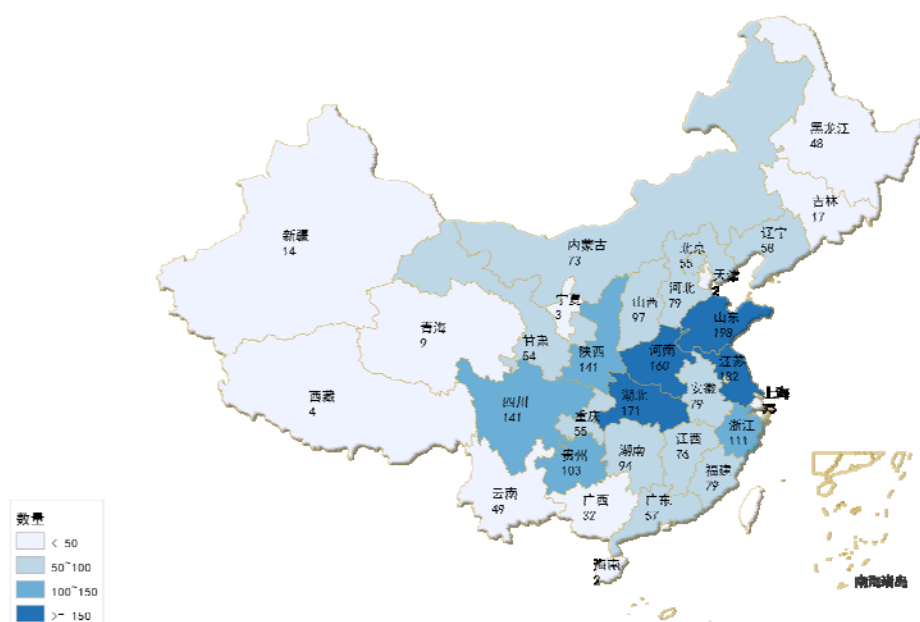 黑龙江
48
吉林
17
辽宁
58
内蒙古
73
新疆
14
北京
55
天津
2
河北
79
山西
97
宁夏
3
山东
198
青海
9
甘肃
54
陕西
141
河南
160
江苏
182
西藏
4
四川
141
重庆
55
湖北
171
安徽
79
上海
浙江
111
贵州
103
湖南
94
江西
76
福建
79
云南
49
广西
32
广东
57
海南
2
南海诸岛
数量
< 50
50~100
100~150
>= 150